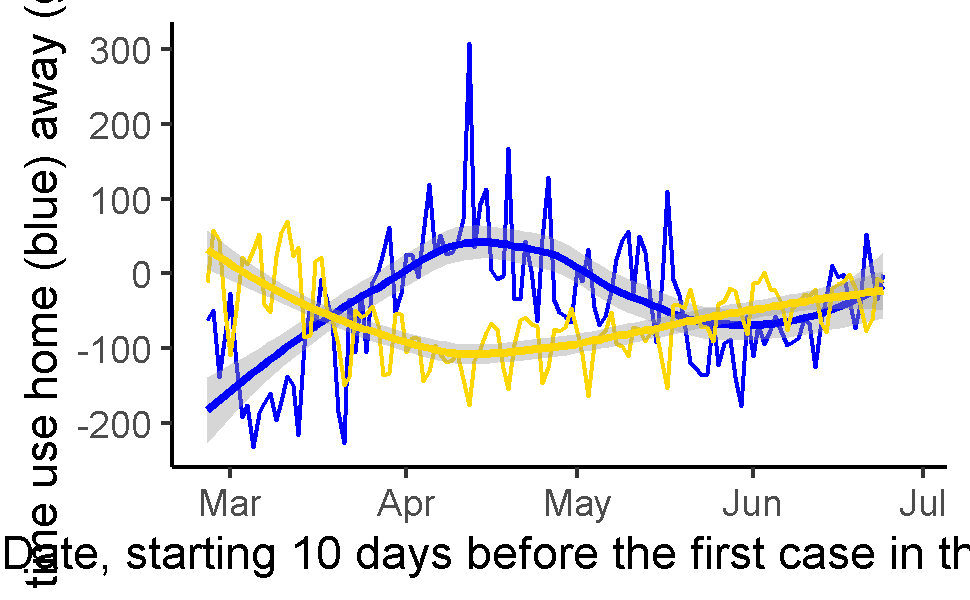 time use home (blue) away (
300
200
100
0
-100
-200
Mar Apr May Jun Jul
Date, starting 10 days before the first case in th